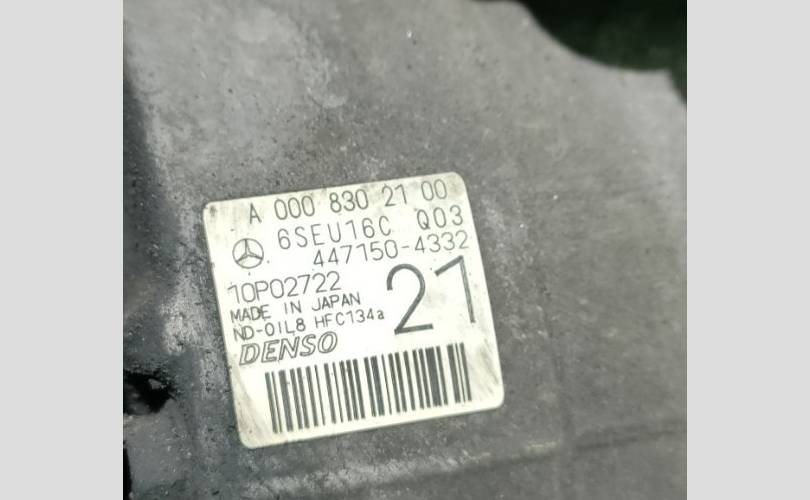 A 000 830 21 00
6SEU16C Q03
447150-4332
10P02722
MADE IN JAPAN
ND-OIL8 HFC134a
21
DENSO